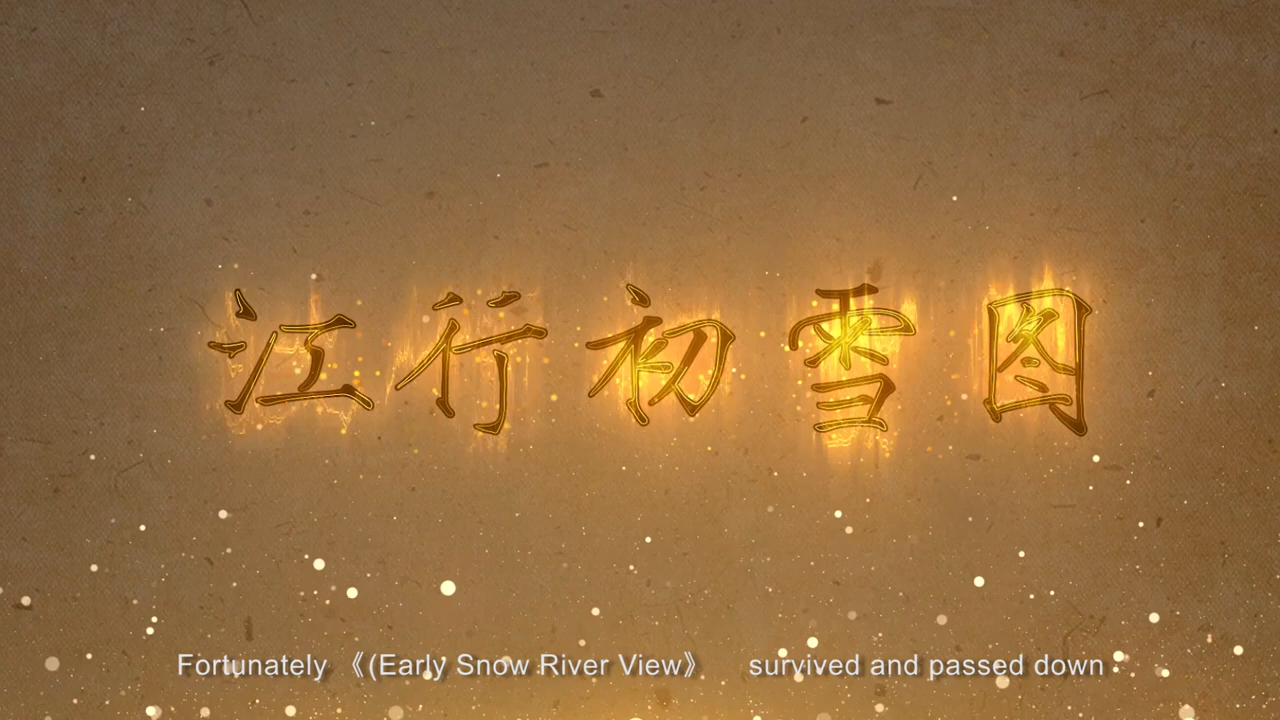 江行初雪图
Fortunately 《(Early Snow River View》 survived and passed down